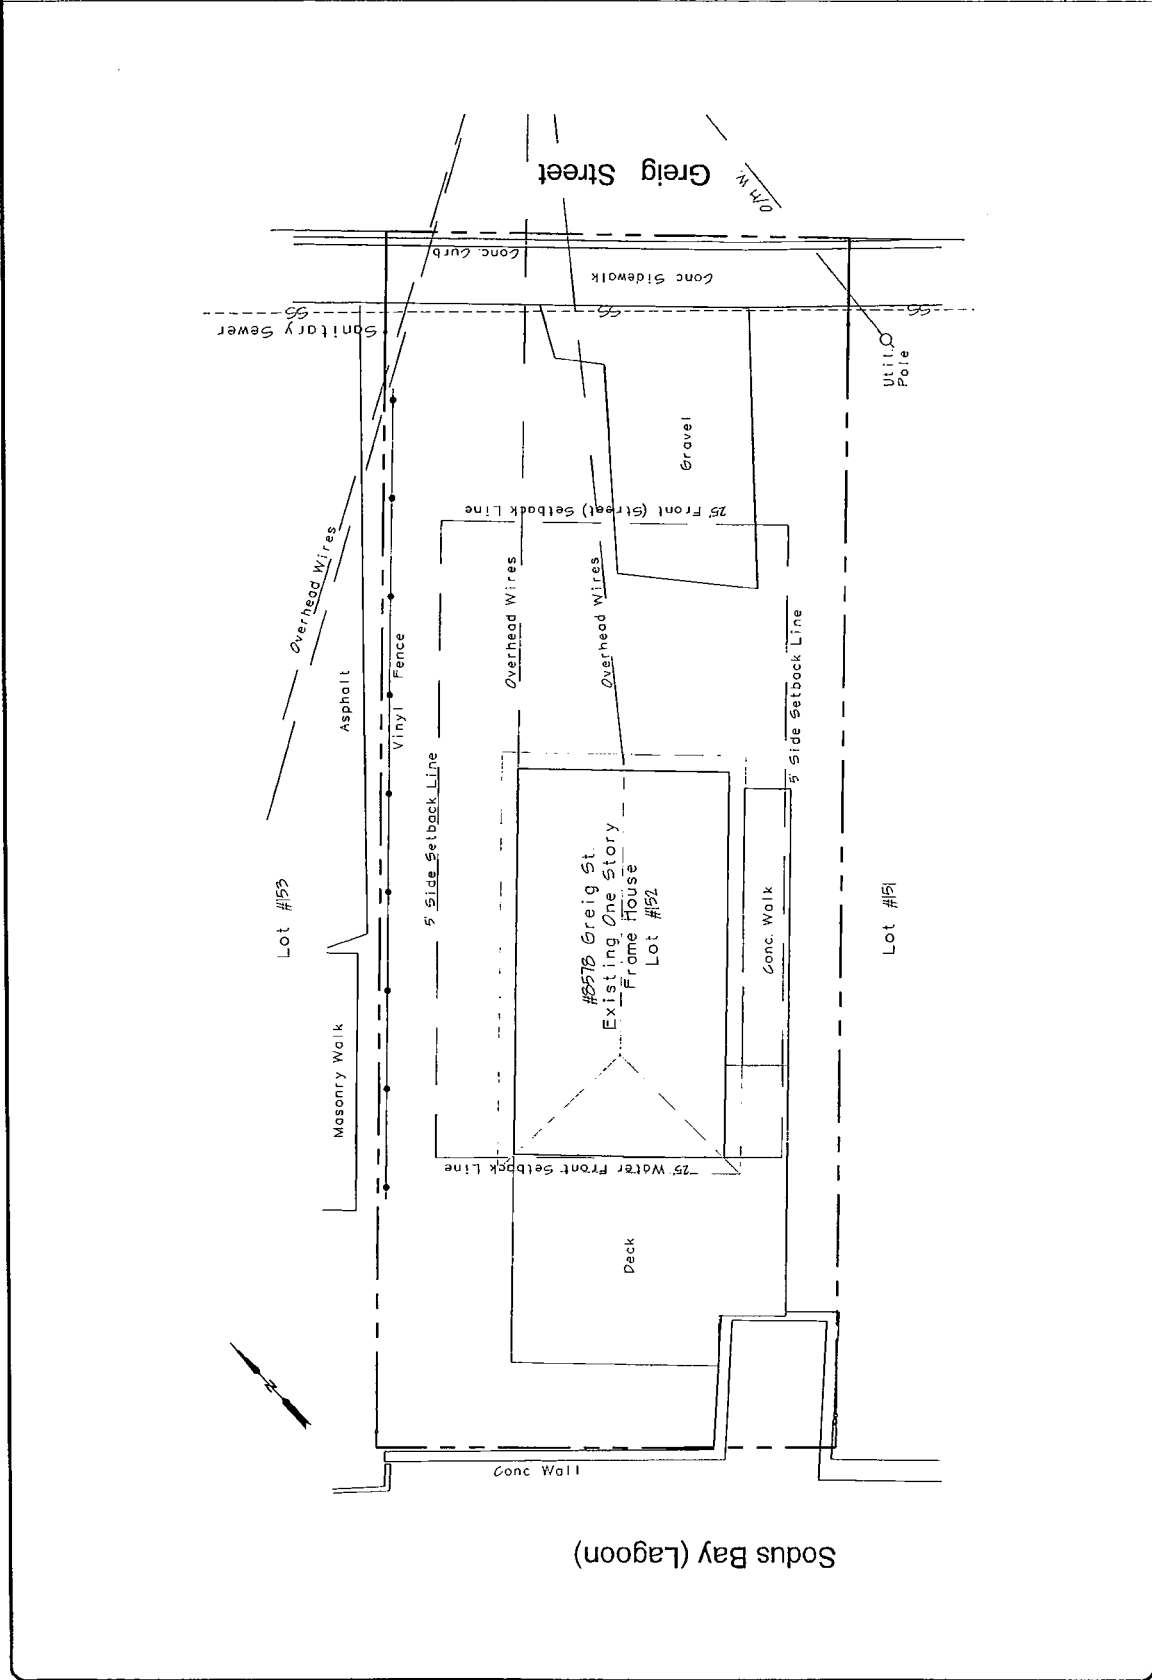 Greig Street
O/H W.
Conc. Curb
Conc Sidewalk
SS
SS
SS
Sanitary Sewer
Util.
Pole
Gravel
25' Front (Street) Setback Line
Overhead Wires
Overhead Wires
Overhead Wires
Asphalt
Vinyl Fence
5' Side Setback Line
5' Side Setback Line
#8578 Greig St.
Existing One Story
Frame House
Lot #152
Conc. Walk
Lot #153
Lot #151
Masonry Walk
25' Water Front Setback Line
Deck
N
Conc Wall
Sodus Bay (Lagoon)